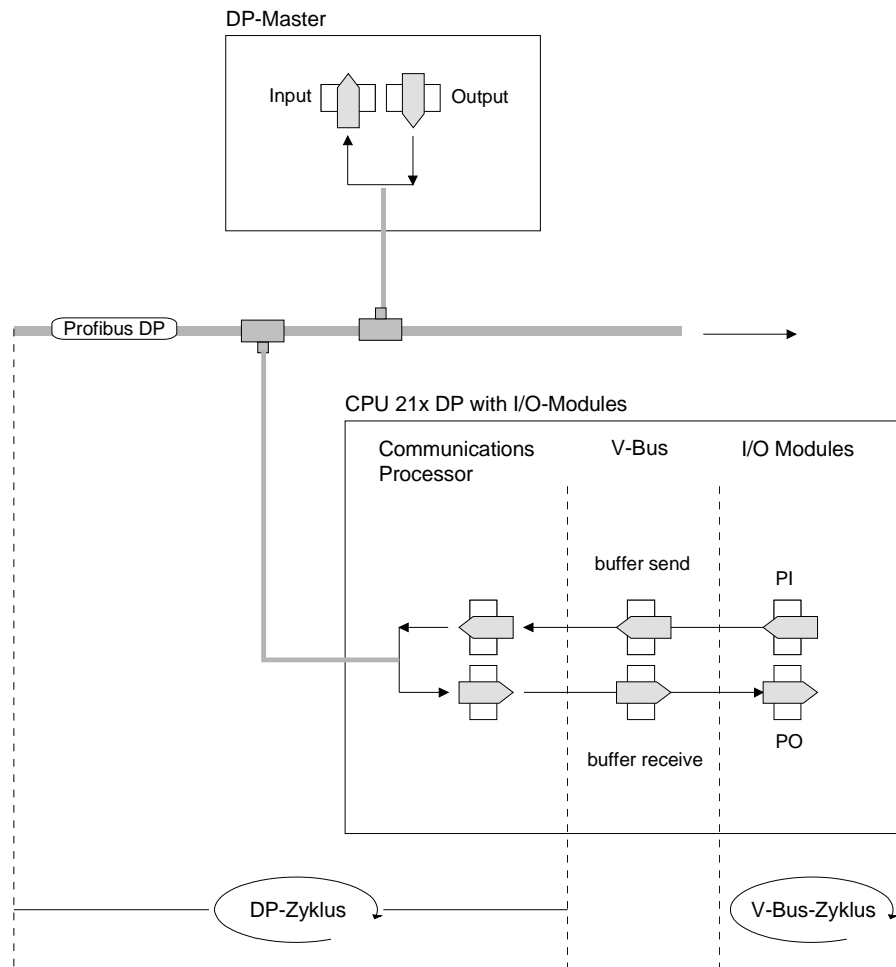 DP-Master
Input
Output
Profibus DP
CPU 21x DP with I/O-Modules
Communications
Processor
V-Bus
I/O Modules
buffer send
PI
buffer receive
PO
DP-Zyklus
V-Bus-Zyklus